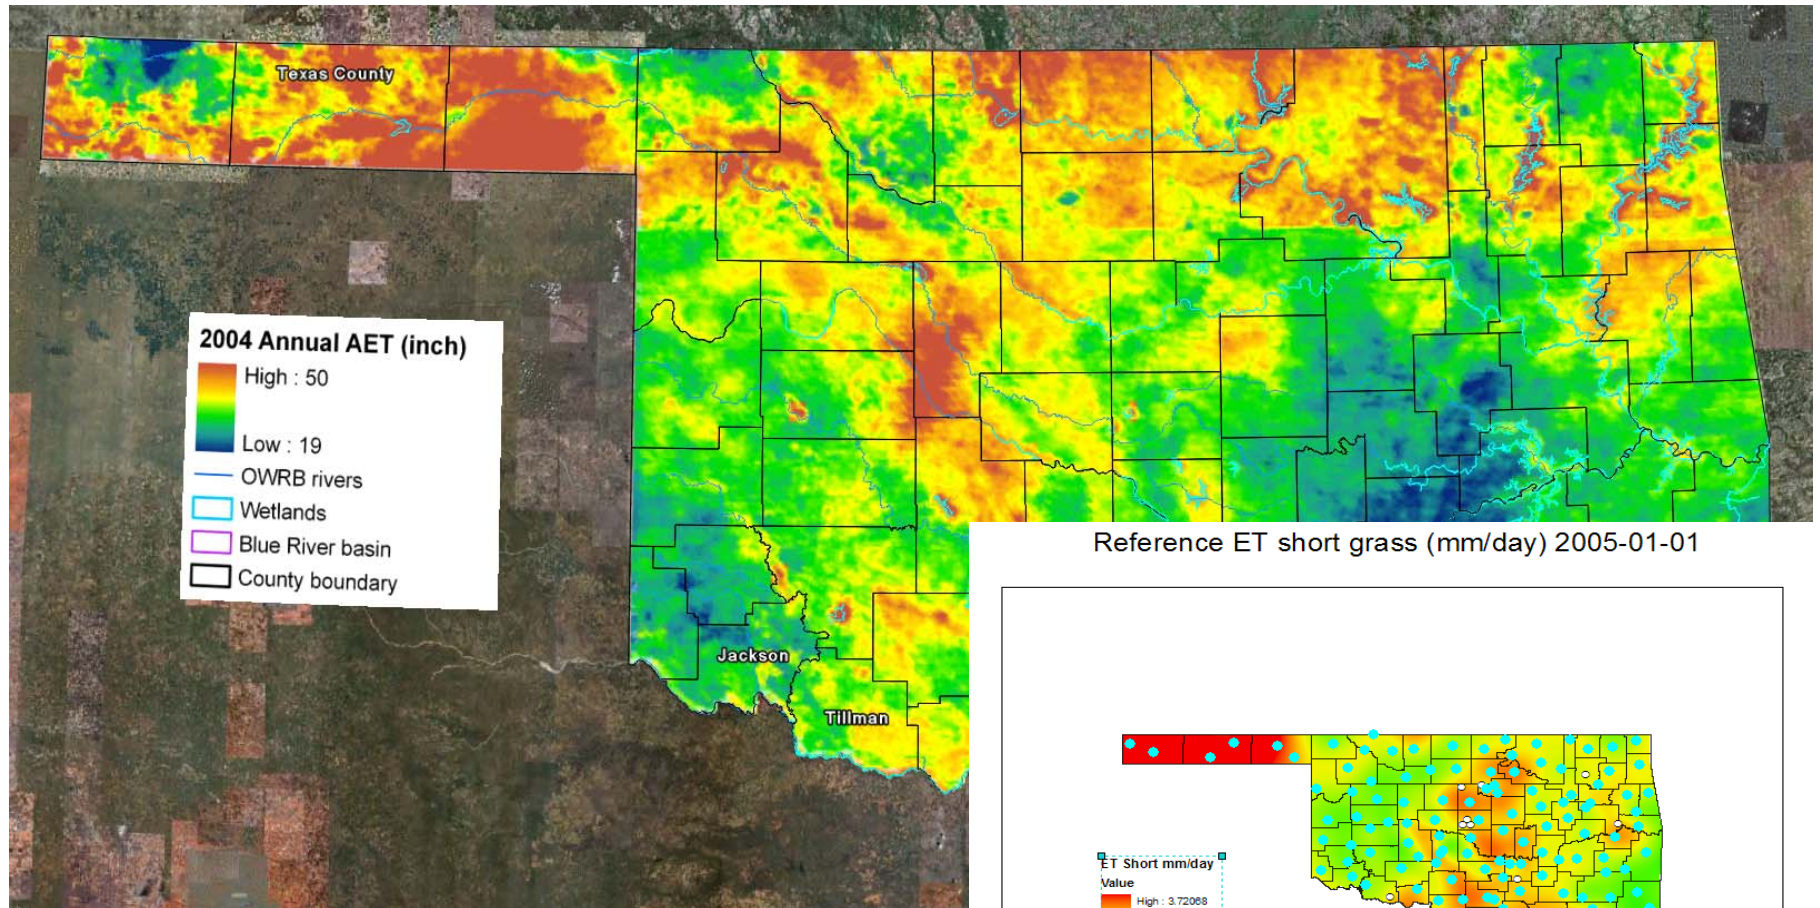 Texas County
2004 Annual AET (inch)
High : 50
Low : 19
OWRB rivers
Wetlands
Blue River basin
County boundary
Jackson
Tillman
Reference ET short grass (mm/day) 2005-01-01
ET Short mm/day
Value
High : 3.72068